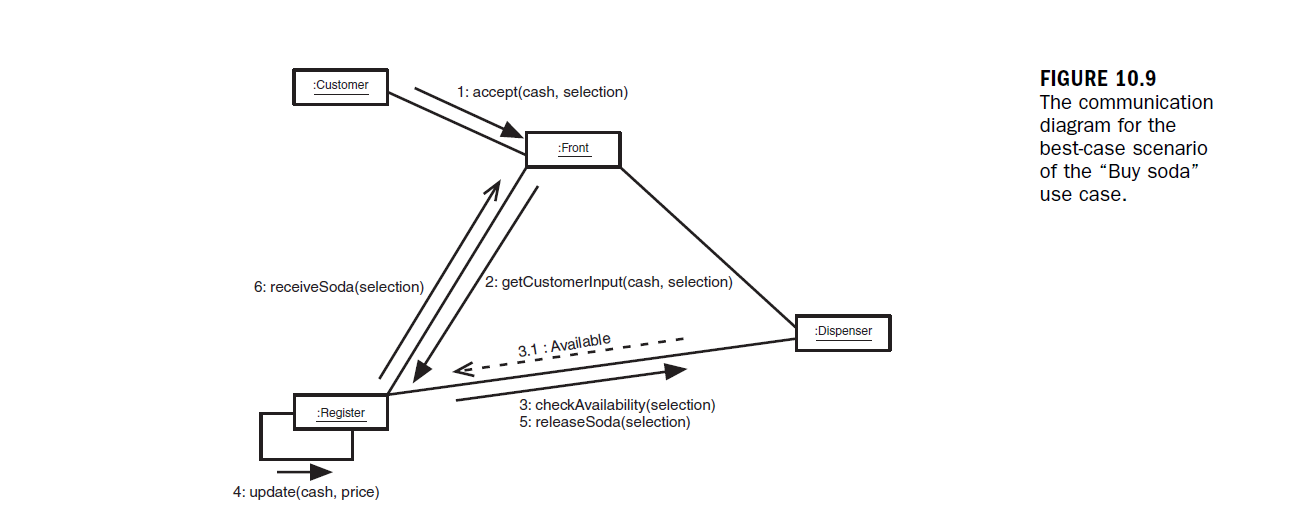 :Customer
1: accept(cash, selection)
:Front
6: receiveSoda(selection)
2: getCustomerInput(cash, selection)
:Dispenser
3.1 : Available
3: checkAvailability(selection)
5: releaseSoda(selection)
:Register
4: update(cash, price)
FIGURE 10.9
The communication
diagram for the
best-case scenario
of the “Buy soda”
use case.